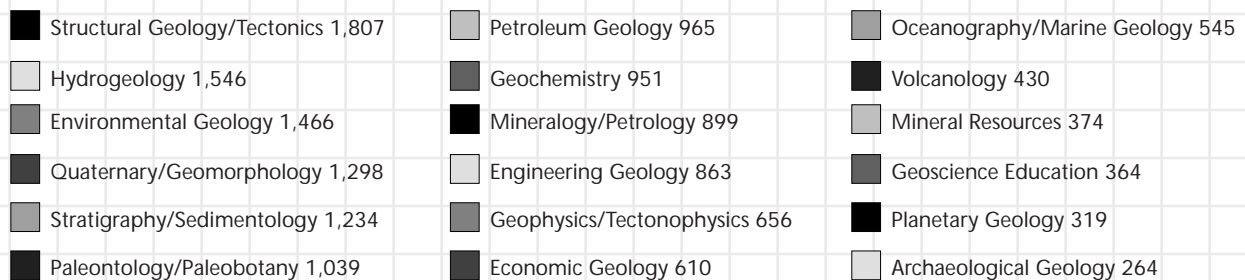 Structural Geology/Tectonics 1,807
Hydrogeology 1,546
Environmental Geology 1,466
Quaternary/Geomorphology 1,298
Stratigraphy/Sedimentology 1,234
Paleontology/Paleobotany 1,039
Petroleum Geology 965
Geochemistry 951
Mineralogy/Petrology 899
Engineering Geology 863
Geophysics/Tectonophysics 656
Economic Geology 610
Oceanography/Marine Geology 545
Volcanology 430
Mineral Resources 374
Geoscience Education 364
Planetary Geology 319
Archaeological Geology 264